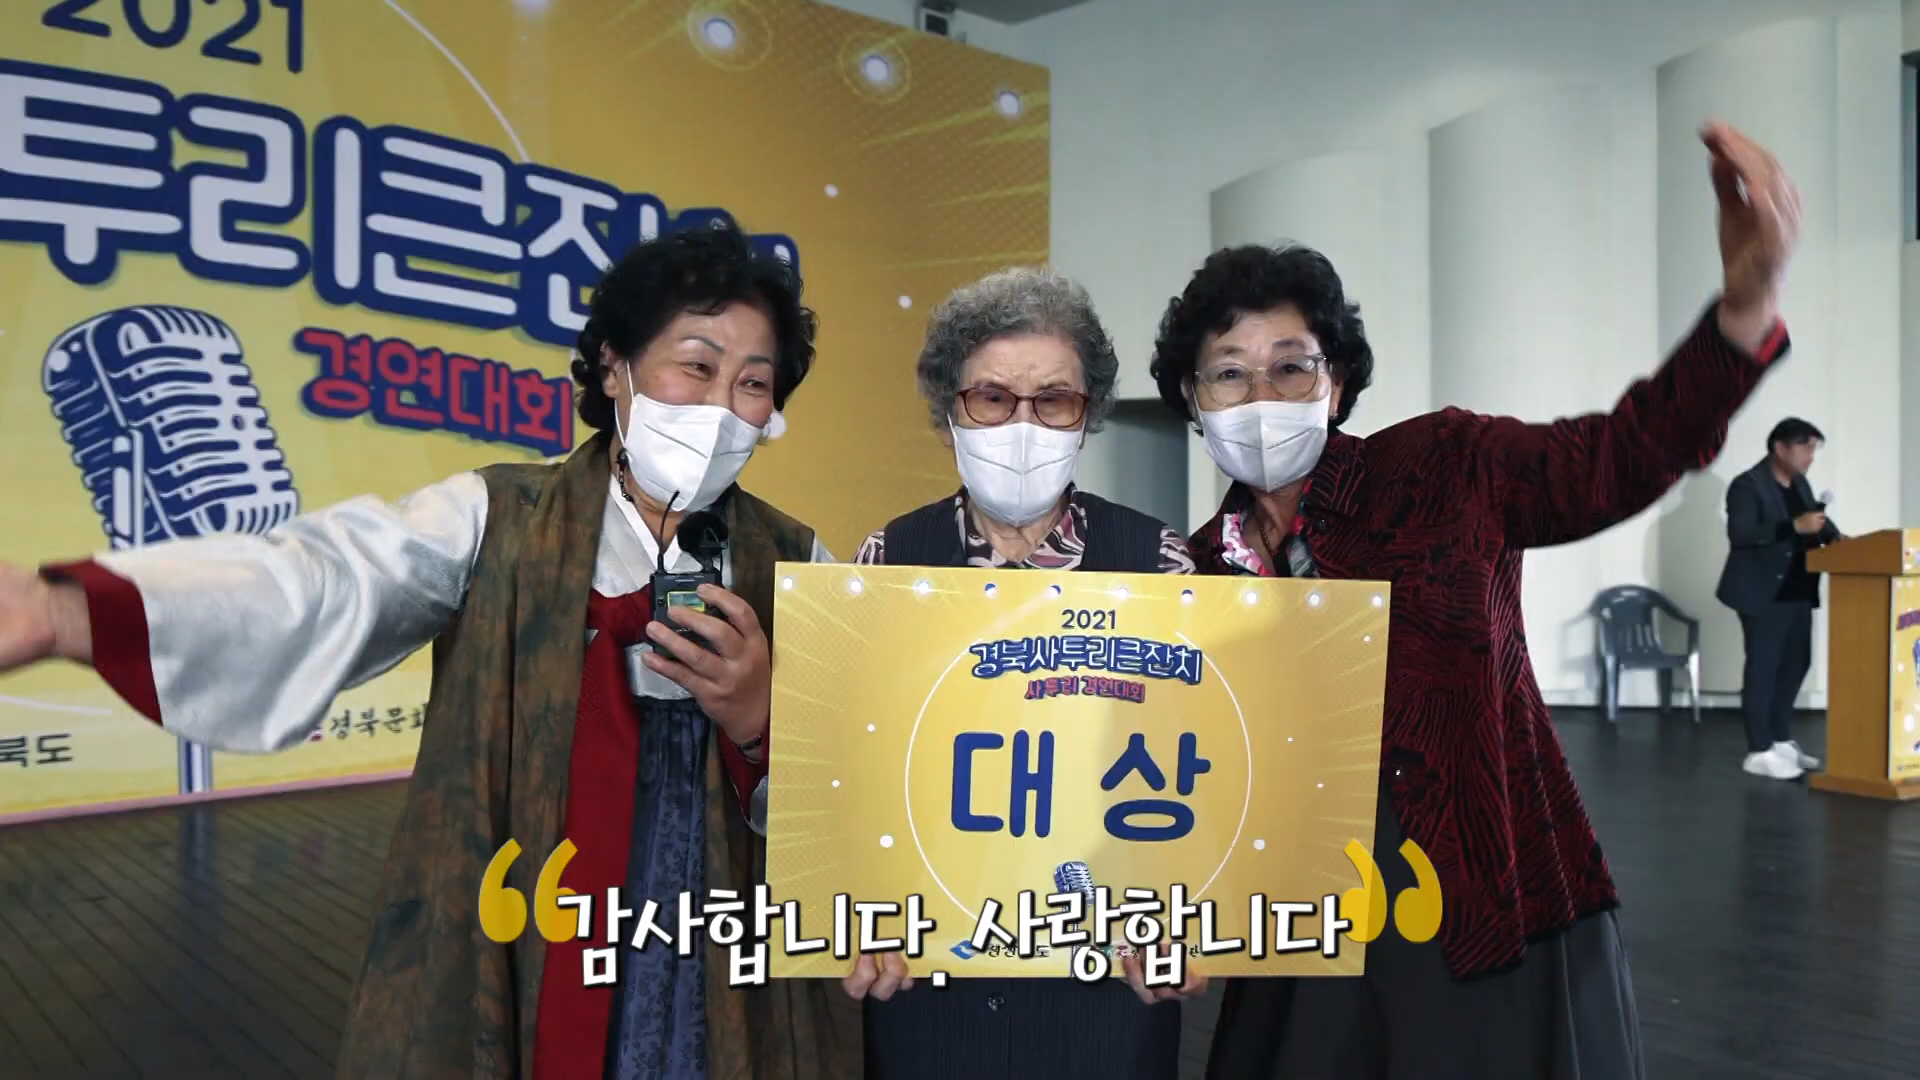 2021
투리큰잔
경연대회
북도
경북문화
2021
경북사투리큰잔치
사투리 경연대회
대상
감사합니다. 사랑합니다